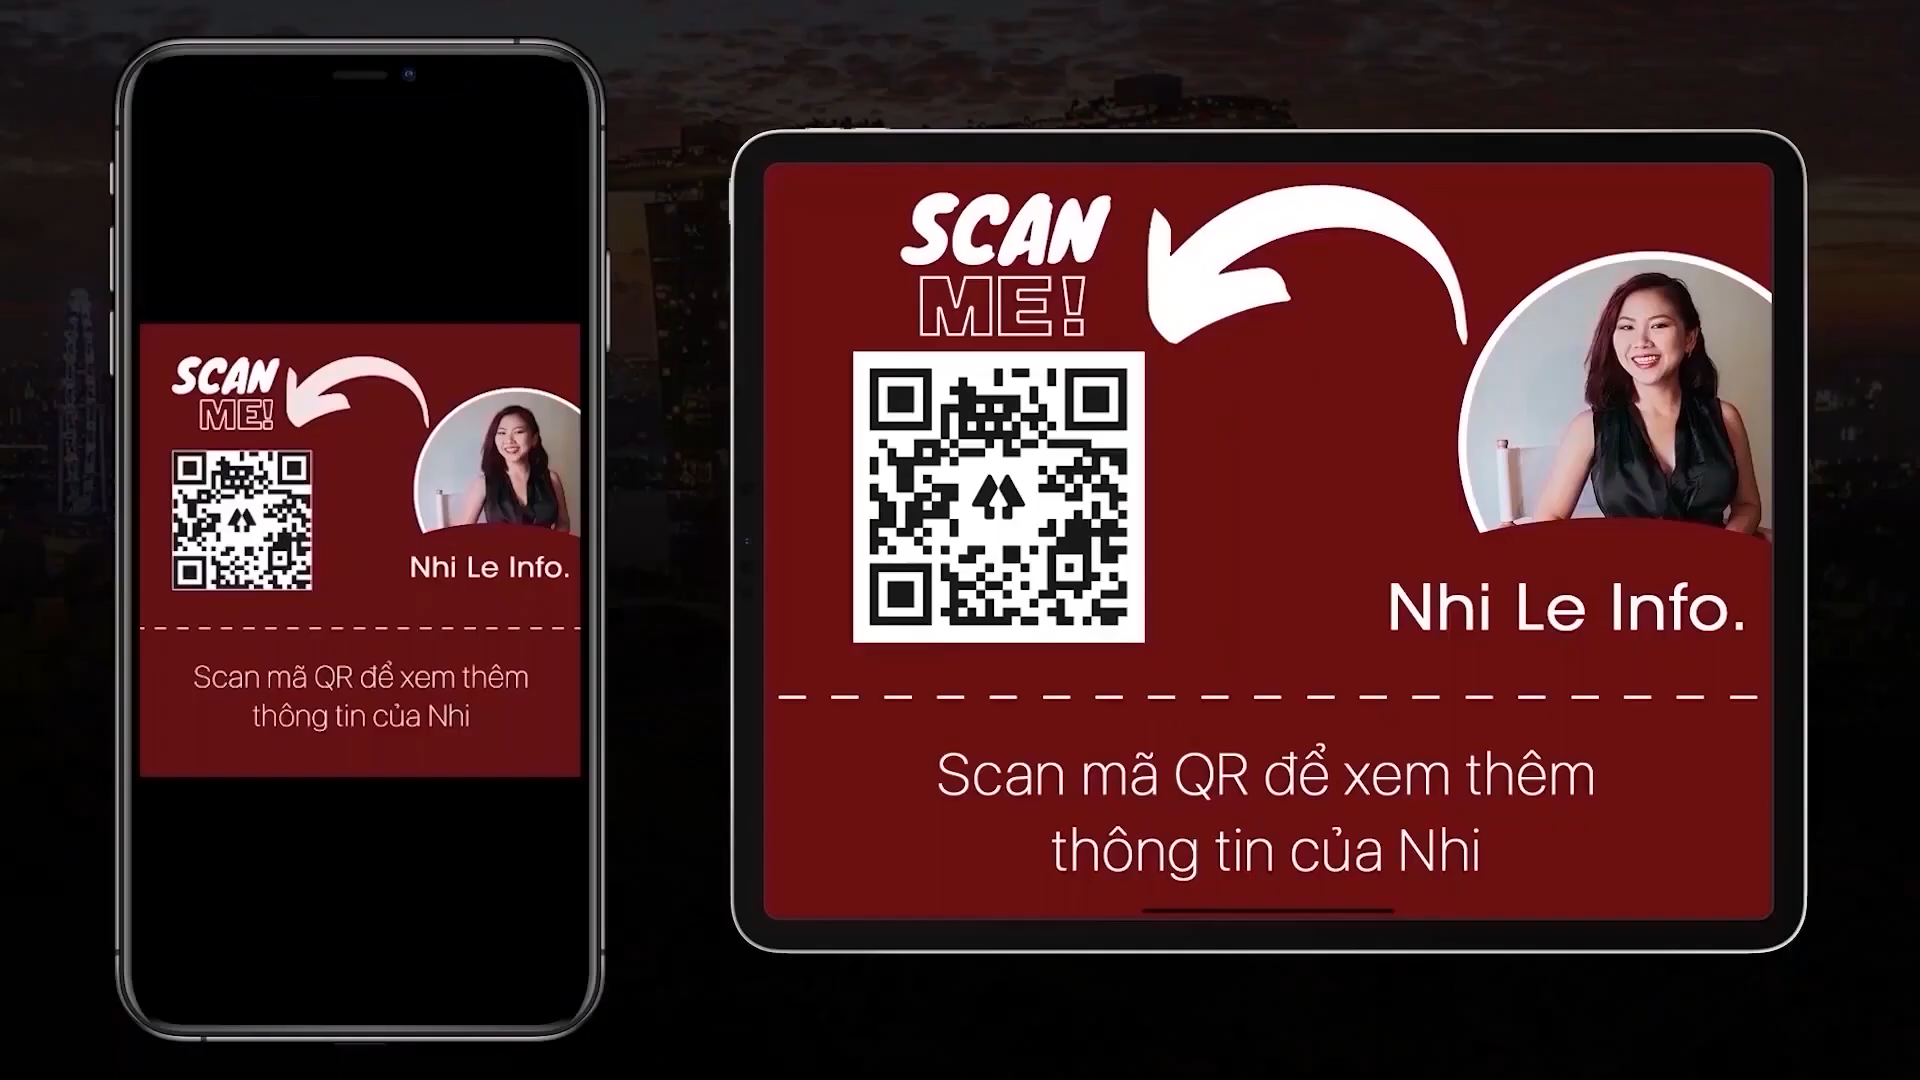 SCAN
ME!
Nhi Le Info.
Scan mã QR để xem thêm
thông tin của Nhi
SCAN
ME!
Nhi Le Info.
Scan mã QR để xem thêm
thông tin của Nhi